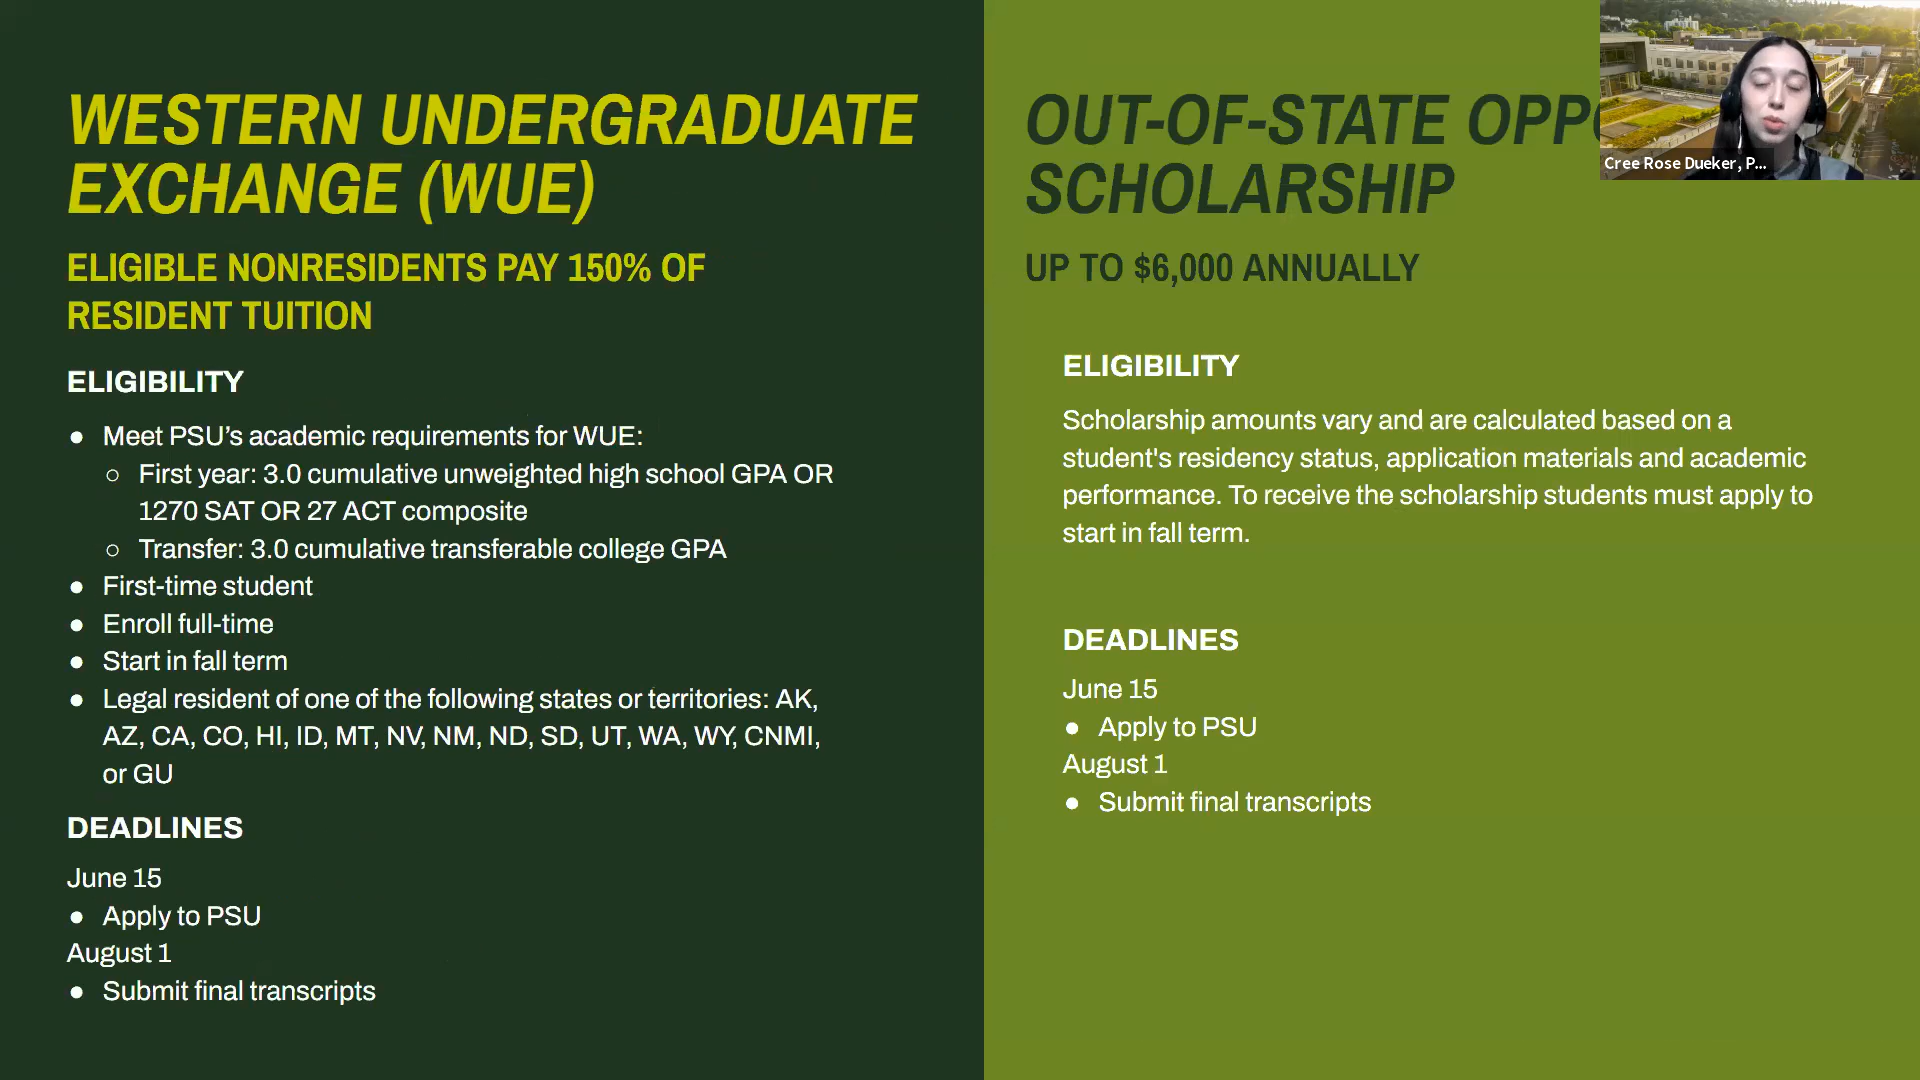 WESTERN UNDERGRADUATE
EXCHANGE (WUE)
ELIGIBLE NONRESIDENTS PAY 150% OF
RESIDENT TUITION
ELIGIBILITY
● Meet PSU’s academic requirements for WUE:
○ First year: 3.0 cumulative unweighted high school GPA OR
1270 SAT OR 27 ACT composite
○ Transfer: 3.0 cumulative transferable college GPA
● First-time student
● Enroll full-time
● Start in fall term
● Legal resident of one of the following states or territories: AK,
AZ, CA, CO, HI, ID, MT, NV, NM, ND, SD, UT, WA, WY, CNMI,
or GU
DEADLINES
June 15
● Apply to PSU
August 1
● Submit final transcripts
OUT-OF-STATE
SCHOLARSHIP
UP TO $6,000 ANNUALLY
ELIGIBILITY
Scholarship amounts vary and are calculated based on a
student's residency status, application materials and academic
performance. To receive the scholarship students must apply to
start in fall term.
DEADLINES
June 15
● Apply to PSU
August 1
● Submit final transcripts
Cree Rose Dueker, P...